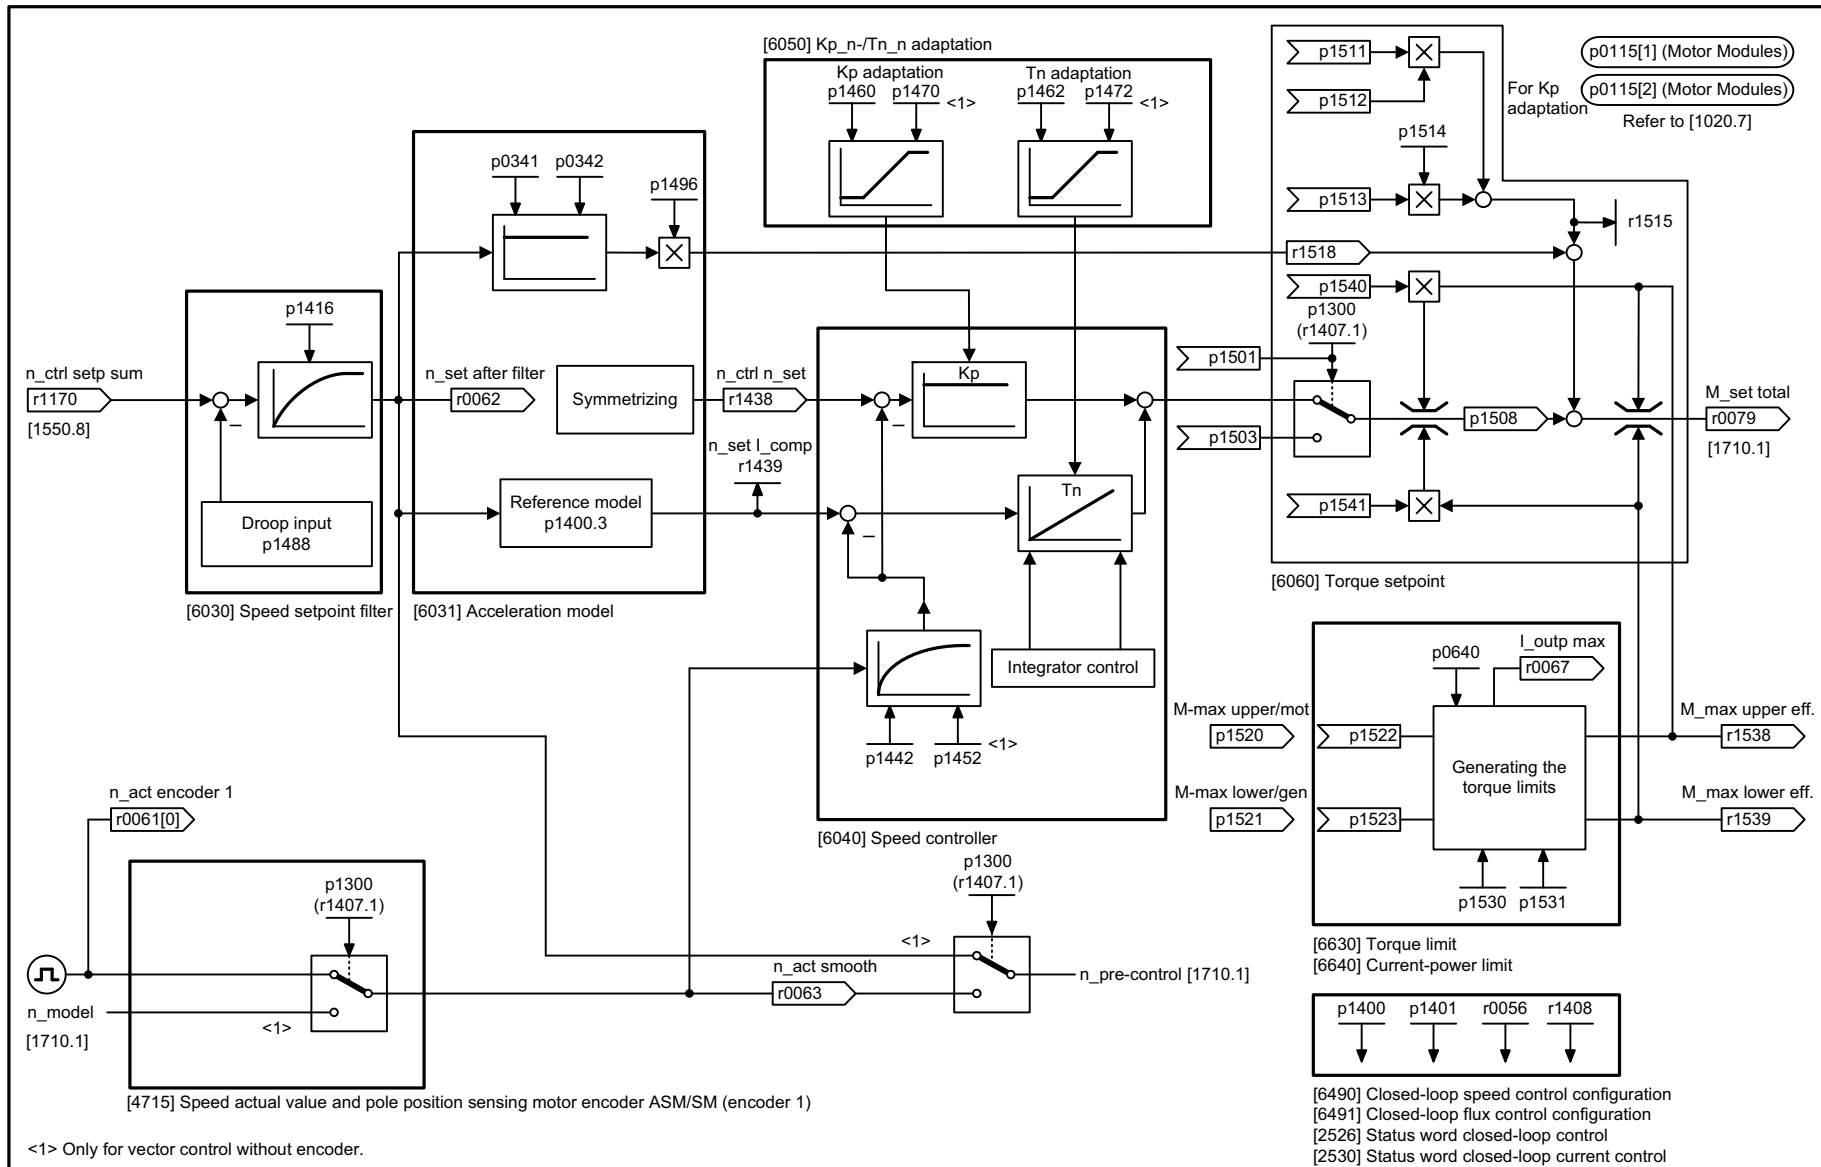 [6050] Kp_n-/Tn_n adaptation
Kp adaptation
p1460
p1470
<1>
Tn adaptation
p1462
p1472
<1>
p1511
p1512
For Kp
adaptation
p0115[1] (Motor Modules)
p0115[2] (Motor Modules)
Refer to [1020.7]
p1514
p1513
r1515
r1518
p0341
p0342
p1496
p1540
p1300
(r1407.1)
p1501
p1503
p1508
M_set total
r0079
[1710.1]
p1541
[6060] Torque setpoint
n_ctrl setp sum
r1170
[1550.8]
p1416
–
Droop input
p1488
[6030] Speed setpoint filter
n_set after filter
r0062
Symmetrizing
n_ctrl n_set
r1438
n_set I_comp
r1439
Reference model
p1400.3
[6031] Acceleration model
Kp
–
Tn
–
Integrator control
p1442
p1452
<1>
[6040] Speed controller
M-max upper/mot
p1520
M-max lower/gen
p1521
p0640
I_outp max
r0067
p1522
p1523
Generating the
torque limits
M_max upper eff.
r1538
M_max lower eff.
r1539
p1530
p1531
[6630] Torque limit
[6640] Current-power limit
n_act encoder 1
r0061[0]
p1300
(r1407.1)
n_model
[1710.1]
<1>
n_act smooth
r0063
p1300
(r1407.1)
<1>
n_pre-control [1710.1]
[4715] Speed actual value and pole position sensing motor encoder ASM/SM (encoder 1)
p1400
p1401
r0056
r1408
[6490] Closed-loop speed control configuration
[6491] Closed-loop flux control configuration
[2526] Status word closed-loop control
[2530] Status word closed-loop current control
<1> Only for vector control without encoder.